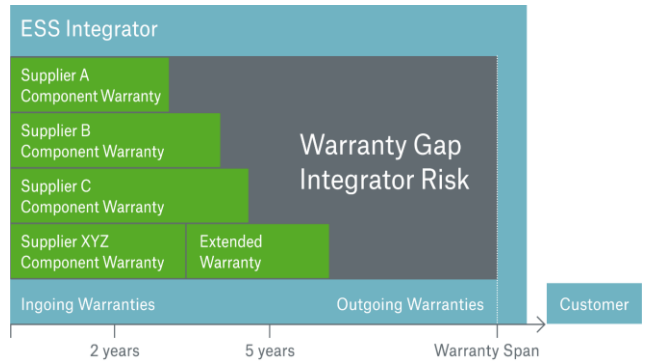 ESS Integrator
Supplier A
Component Warranty
Supplier B
Component Warranty
Supplier C
Component Warranty
Supplier XYZ
Component Warranty
Extended
Warranty
Warranty Gap
Integrator Risk
Ingoing Warranties
Outgoing Warranties
Customer
2 years
5 years
Warranty Span